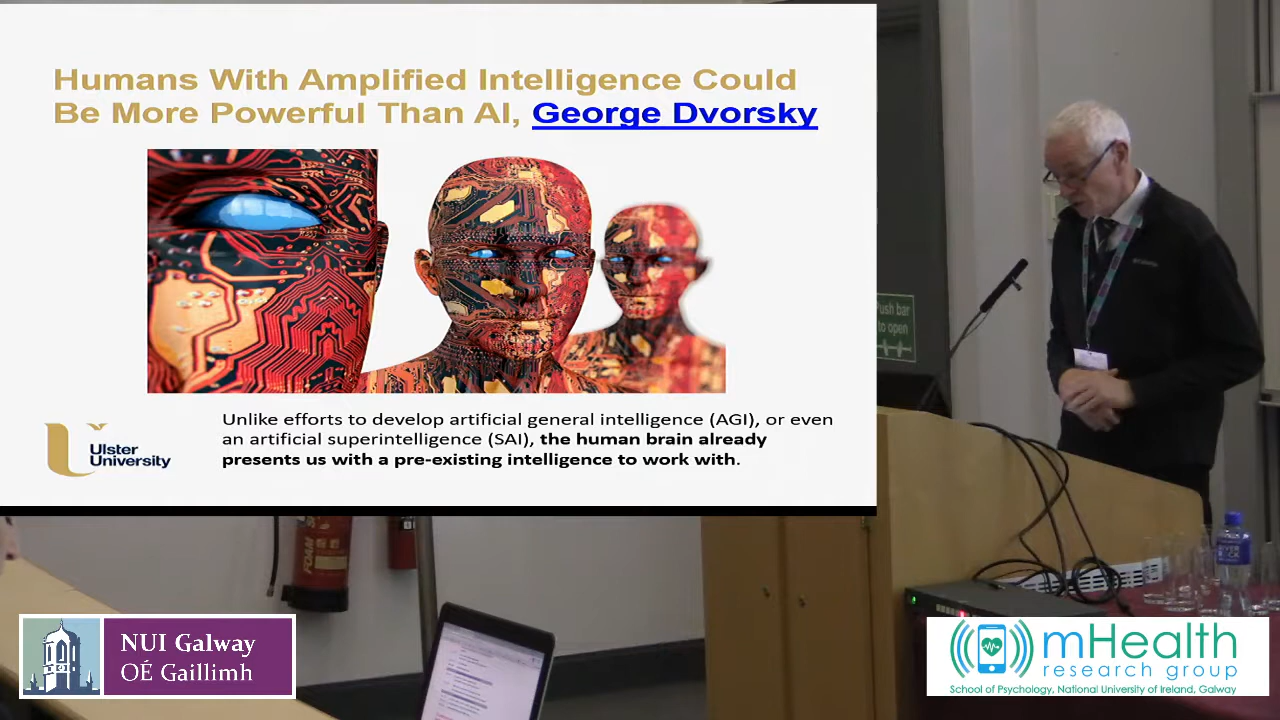 Humans With Amplified Intelligence Could
Be More Powerful Than AI, George Dvorsky
Unlike efforts to develop artificial general intelligence (AGI), or even
an artificial superintelligence (SAI), the human brain already
presents us with a pre-existing intelligence to work with.
Ulster
University
Push bar
to open
FOAM
NUI Galway
OÉ Gaillimh
mHealth
research group
School of Psychology, National University of Ireland, Galway